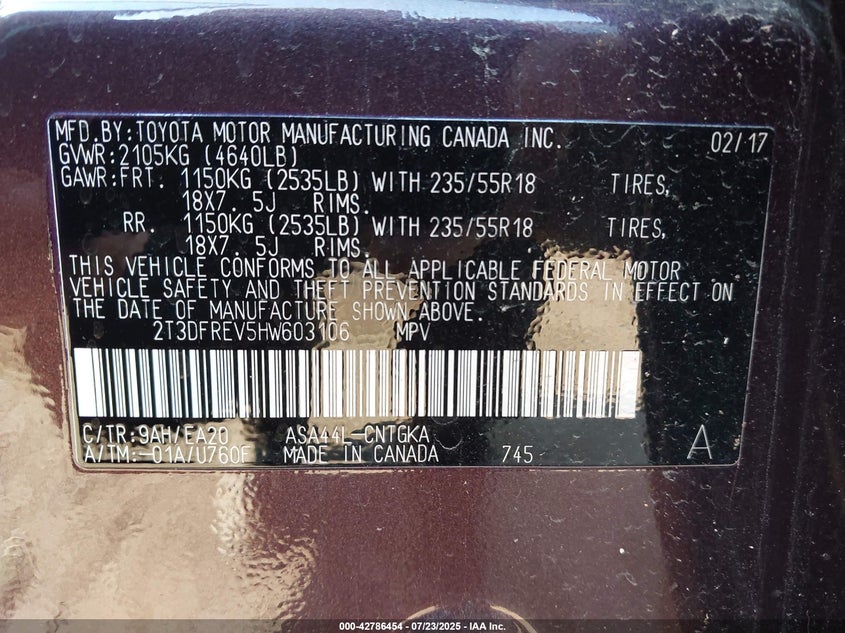 MFD.BY:TOYOTA MOTOR MANUFACTURING CANADA INC. 02/17
GVWR:2105KG (4640LB)
GAWR:FRT. 1150KG (2535LB) WITH 235/55R18 TIRES,
18X7.5J RIMS.
RR. 1150KG (2535LB) WITH 235/55R18 TIRES,
18X7.5J RIMS.
THIS VEHICLE CONFORMS TO ALL APPLICABLE FEDERAL MOTOR
VEHICLE SAFETY AND THEFT PREVENTION STANDARDS IN EFFECT ON
THE DATE OF MANUFACTURE SHOWN ABOVE.
2T3DFREV5HW603106 MPV
C/TR:9AH/EA20 ASA44L-CNTGKA
A/TM:-01A/U760F MADE IN CANADA 745 A
000-42786454 - 07/23/2025 - IAA Inc.